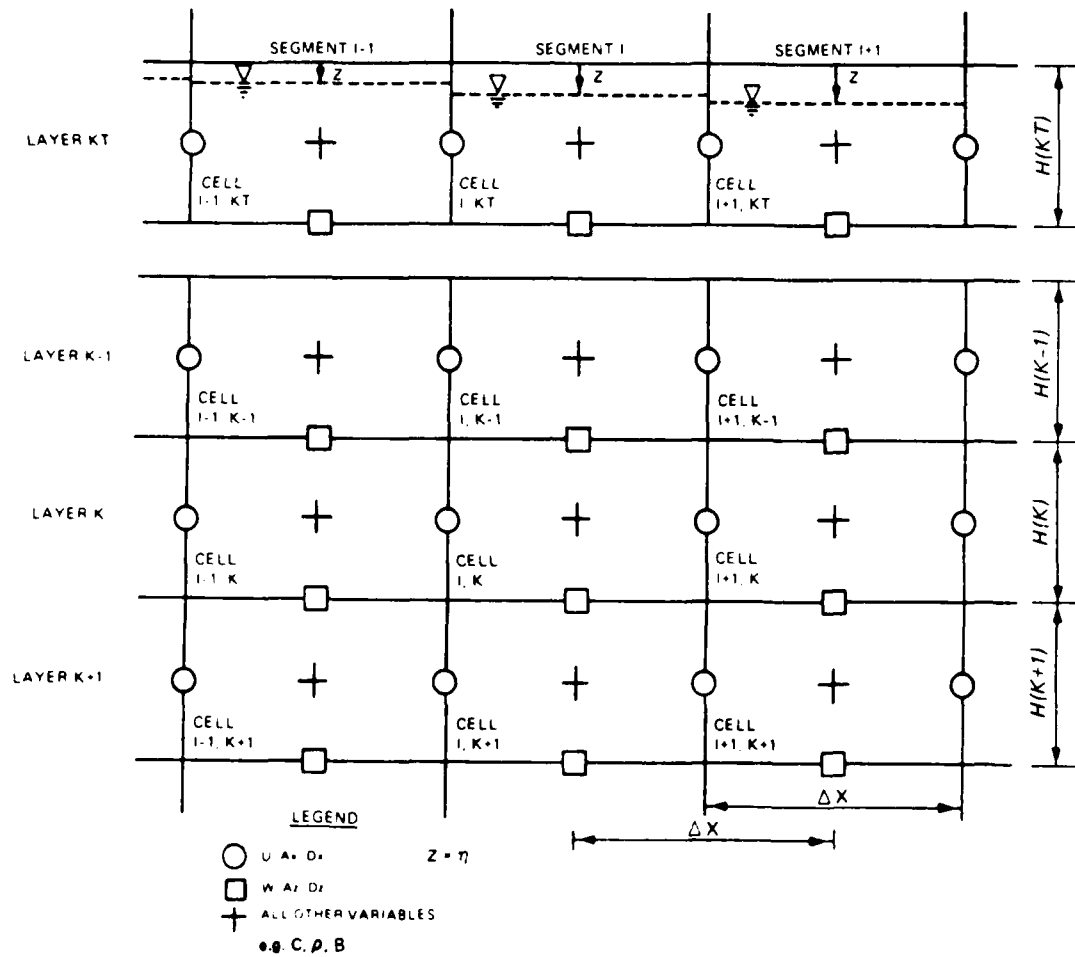 SEGMENT I-1 SEGMENT I SEGMENT I+1
Z Z Z
LAYER KT
H(KT)
CELL CELL CELL
I-1, KT I, KT I+1, KT
LAYER K-1
H(K-1)
CELL CELL CELL
I-1, K-1 I, K-1 I+1, K-1
LAYER K
H(K)
CELL CELL CELL
I-1, K I, K I+1, K
LAYER K+1
H(K+1)
CELL CELL CELL
I-1, K+1 I, K+1 I+1, K+1
ΔX
ΔX
LEGEND
U Ax Dx Z = η
W Az Dz
ALL OTHER VARIABLES
e.g. C, ρ, B